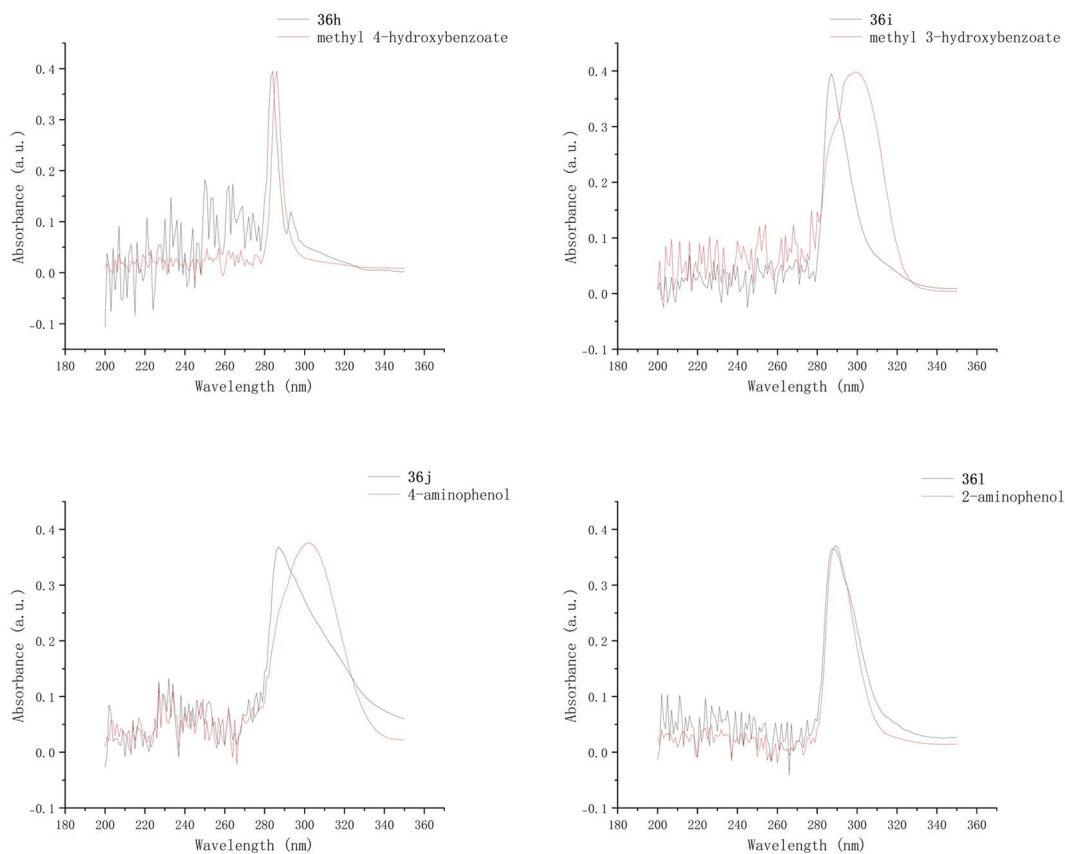 36h
methyl 4-hydroxybenzoate
0.4
0.3
0.2
0.1
0.0
-0.1
Absorbance (a.u.)
180 200 220 240 260 280 300 320 340 360
Wavelength (nm)
36i
methyl 3-hydroxybenzoate
0.4
0.3
0.2
0.1
0.0
-0.1
Absorbance (a.u.)
180 200 220 240 260 280 300 320 340 360
Wavelength (nm)
36j
4-aminophenol
0.4
0.3
0.2
0.1
0.0
-0.1
Absorbance (a.u.)
180 200 220 240 260 280 300 320 340 360
Wavelength (nm)
36l
2-aminophenol
0.4
0.3
0.2
0.1
0.0
-0.1
Absorbance (a.u.)
180 200 220 240 260 280 300 320 340 360
Wavelength (nm)